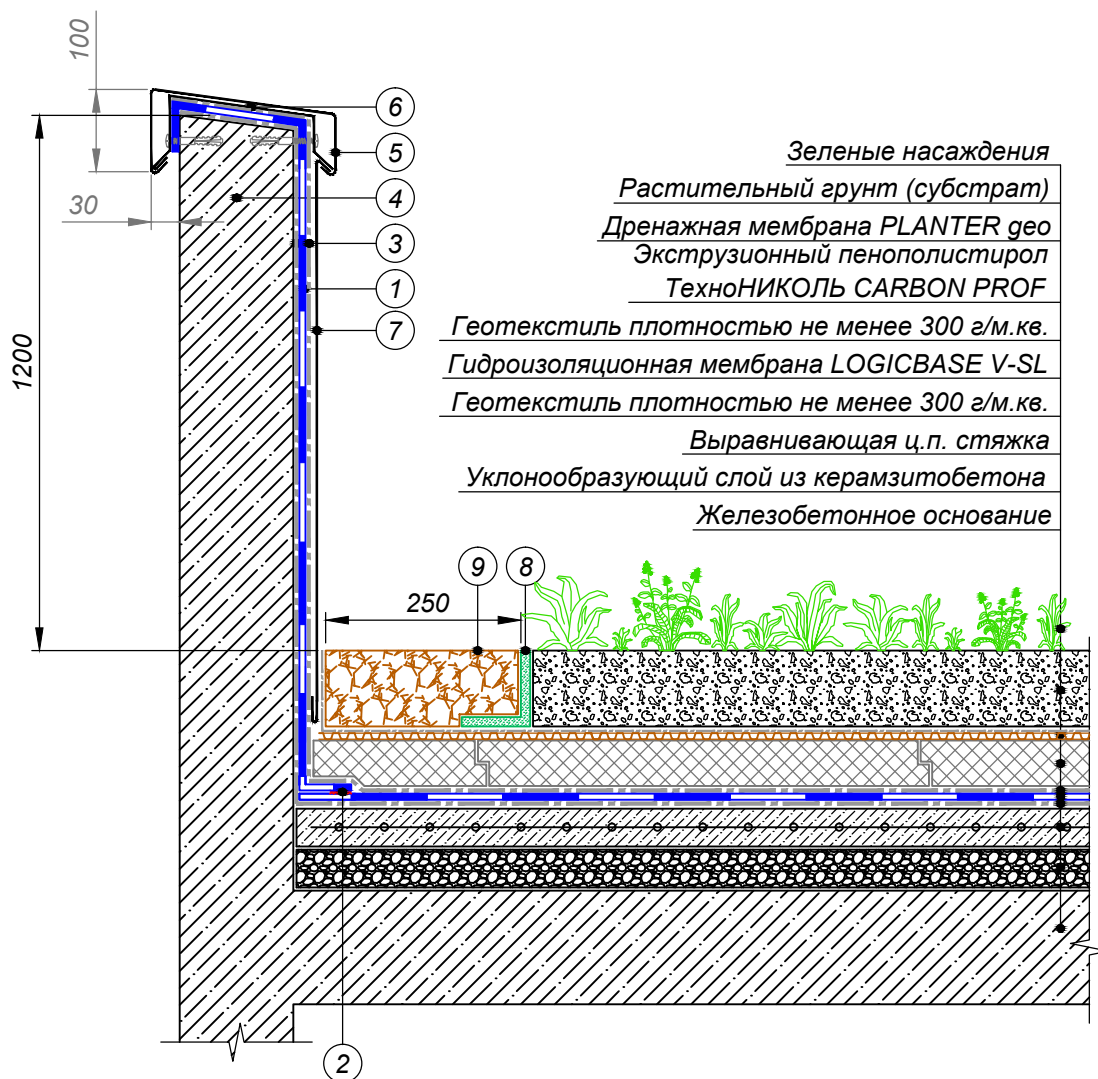 100
6
5
Зеленые насаждения
Растительный грунт (субстрат)
4
30
Дренажная мембрана PLANTER geo
3
Экструзионный пенополистирол
ТехноНИКОЛЬ CARBON PROF
1
7
Геотекстиль плотностью не менее 300 г/м.кв.
1200
Гидроизоляционная мембрана LOGICBASE V-SL
Геотекстиль плотностью не менее 300 г/м.кв.
Выравнивающая ц.п. стяжка
Уклонообразующий слой из керамзитобетона
Железобетонное основание
9
8
250
2